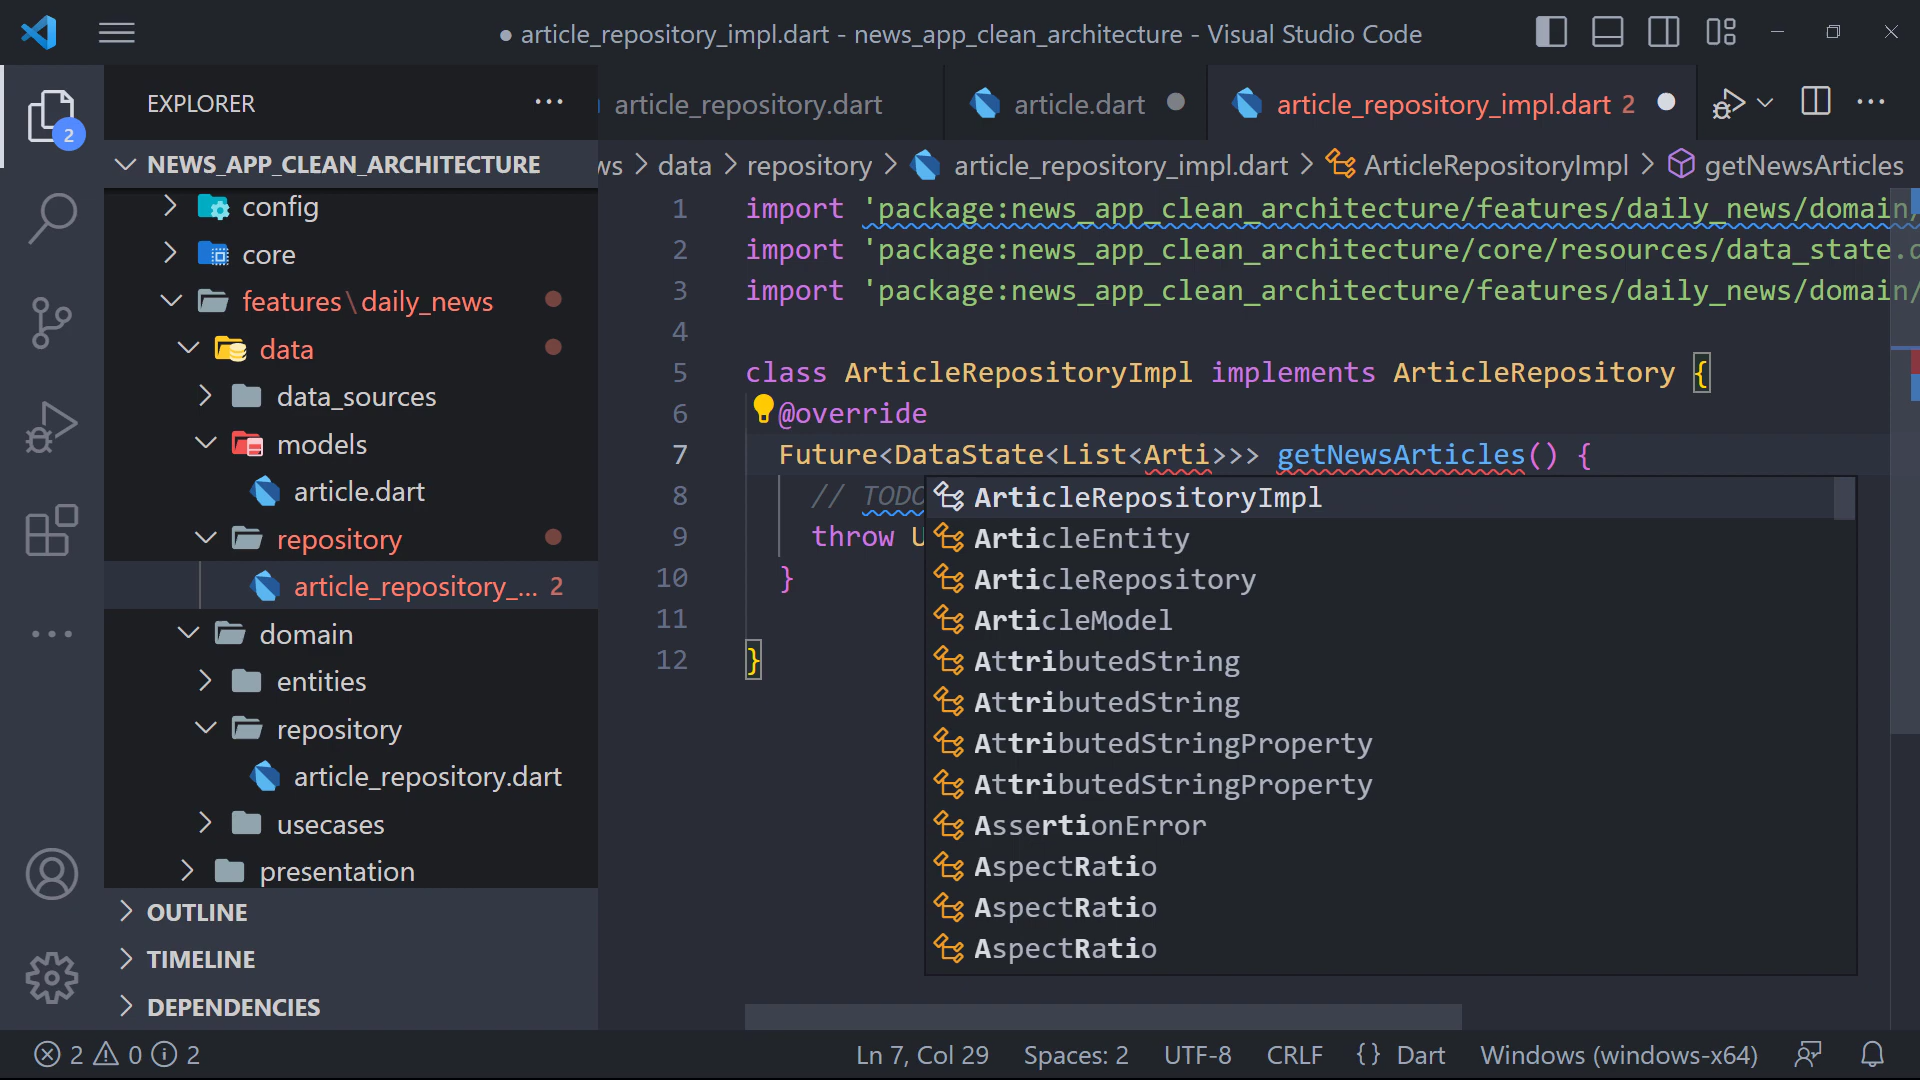 ● article_repository_impl.dart - news_app_clean_architecture - Visual Studio Code
2
EXPLORER
NEWS_APP_CLEAN_ARCHITECTURE
config
core
features\daily_news
data
data_sources
models
article.dart
repository
article_repository_... 2
domain
entities
repository
article_repository.dart
usecases
presentation
OUTLINE
TIMELINE
DEPENDENCIES
article_repository.dart
article.dart
article_repository_impl.dart 2
ws > data > repository > article_repository_impl.dart > ArticleRepositoryImpl > getNewsArticles
1 import 'package:news_app_clean_architecture/features/daily_news/domain/
2 import 'package:news_app_clean_architecture/core/resources/data_state.d
3 import 'package:news_app_clean_architecture/features/daily_news/domain/
4
5 class ArticleRepositoryImpl implements ArticleRepository {
6 @override
7 Future<DataState<List<Arti>>> getNewsArticles() {
8 // TODO
9 throw U
10 }
11
12 }
ArticleRepositoryImpl
ArticleEntity
ArticleRepository
ArticleModel
AttributedString
AttributedString
AttributedStringProperty
AttributedStringProperty
AssertionError
AspectRatio
AspectRatio
AspectRatio
2 0 2
Ln 7, Col 29 Spaces: 2 UTF-8 CRLF {} Dart Windows (windows-x64)